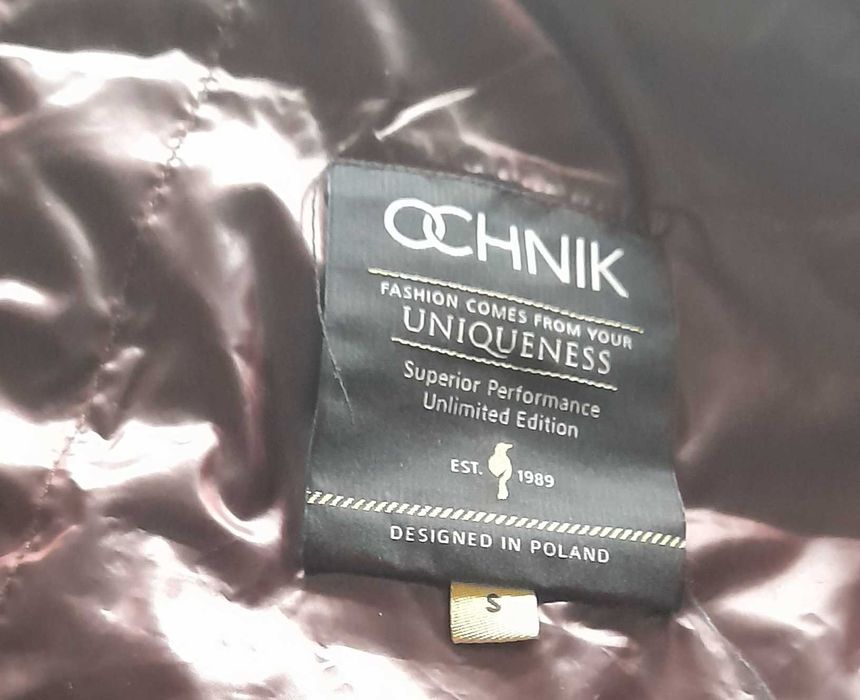 OCHNIK
FASHION COMES FROM YOUR
UNIQUENESS
Superior Performance
Unlimited Edition
EST. 1989
DESIGNED IN POLAND
S